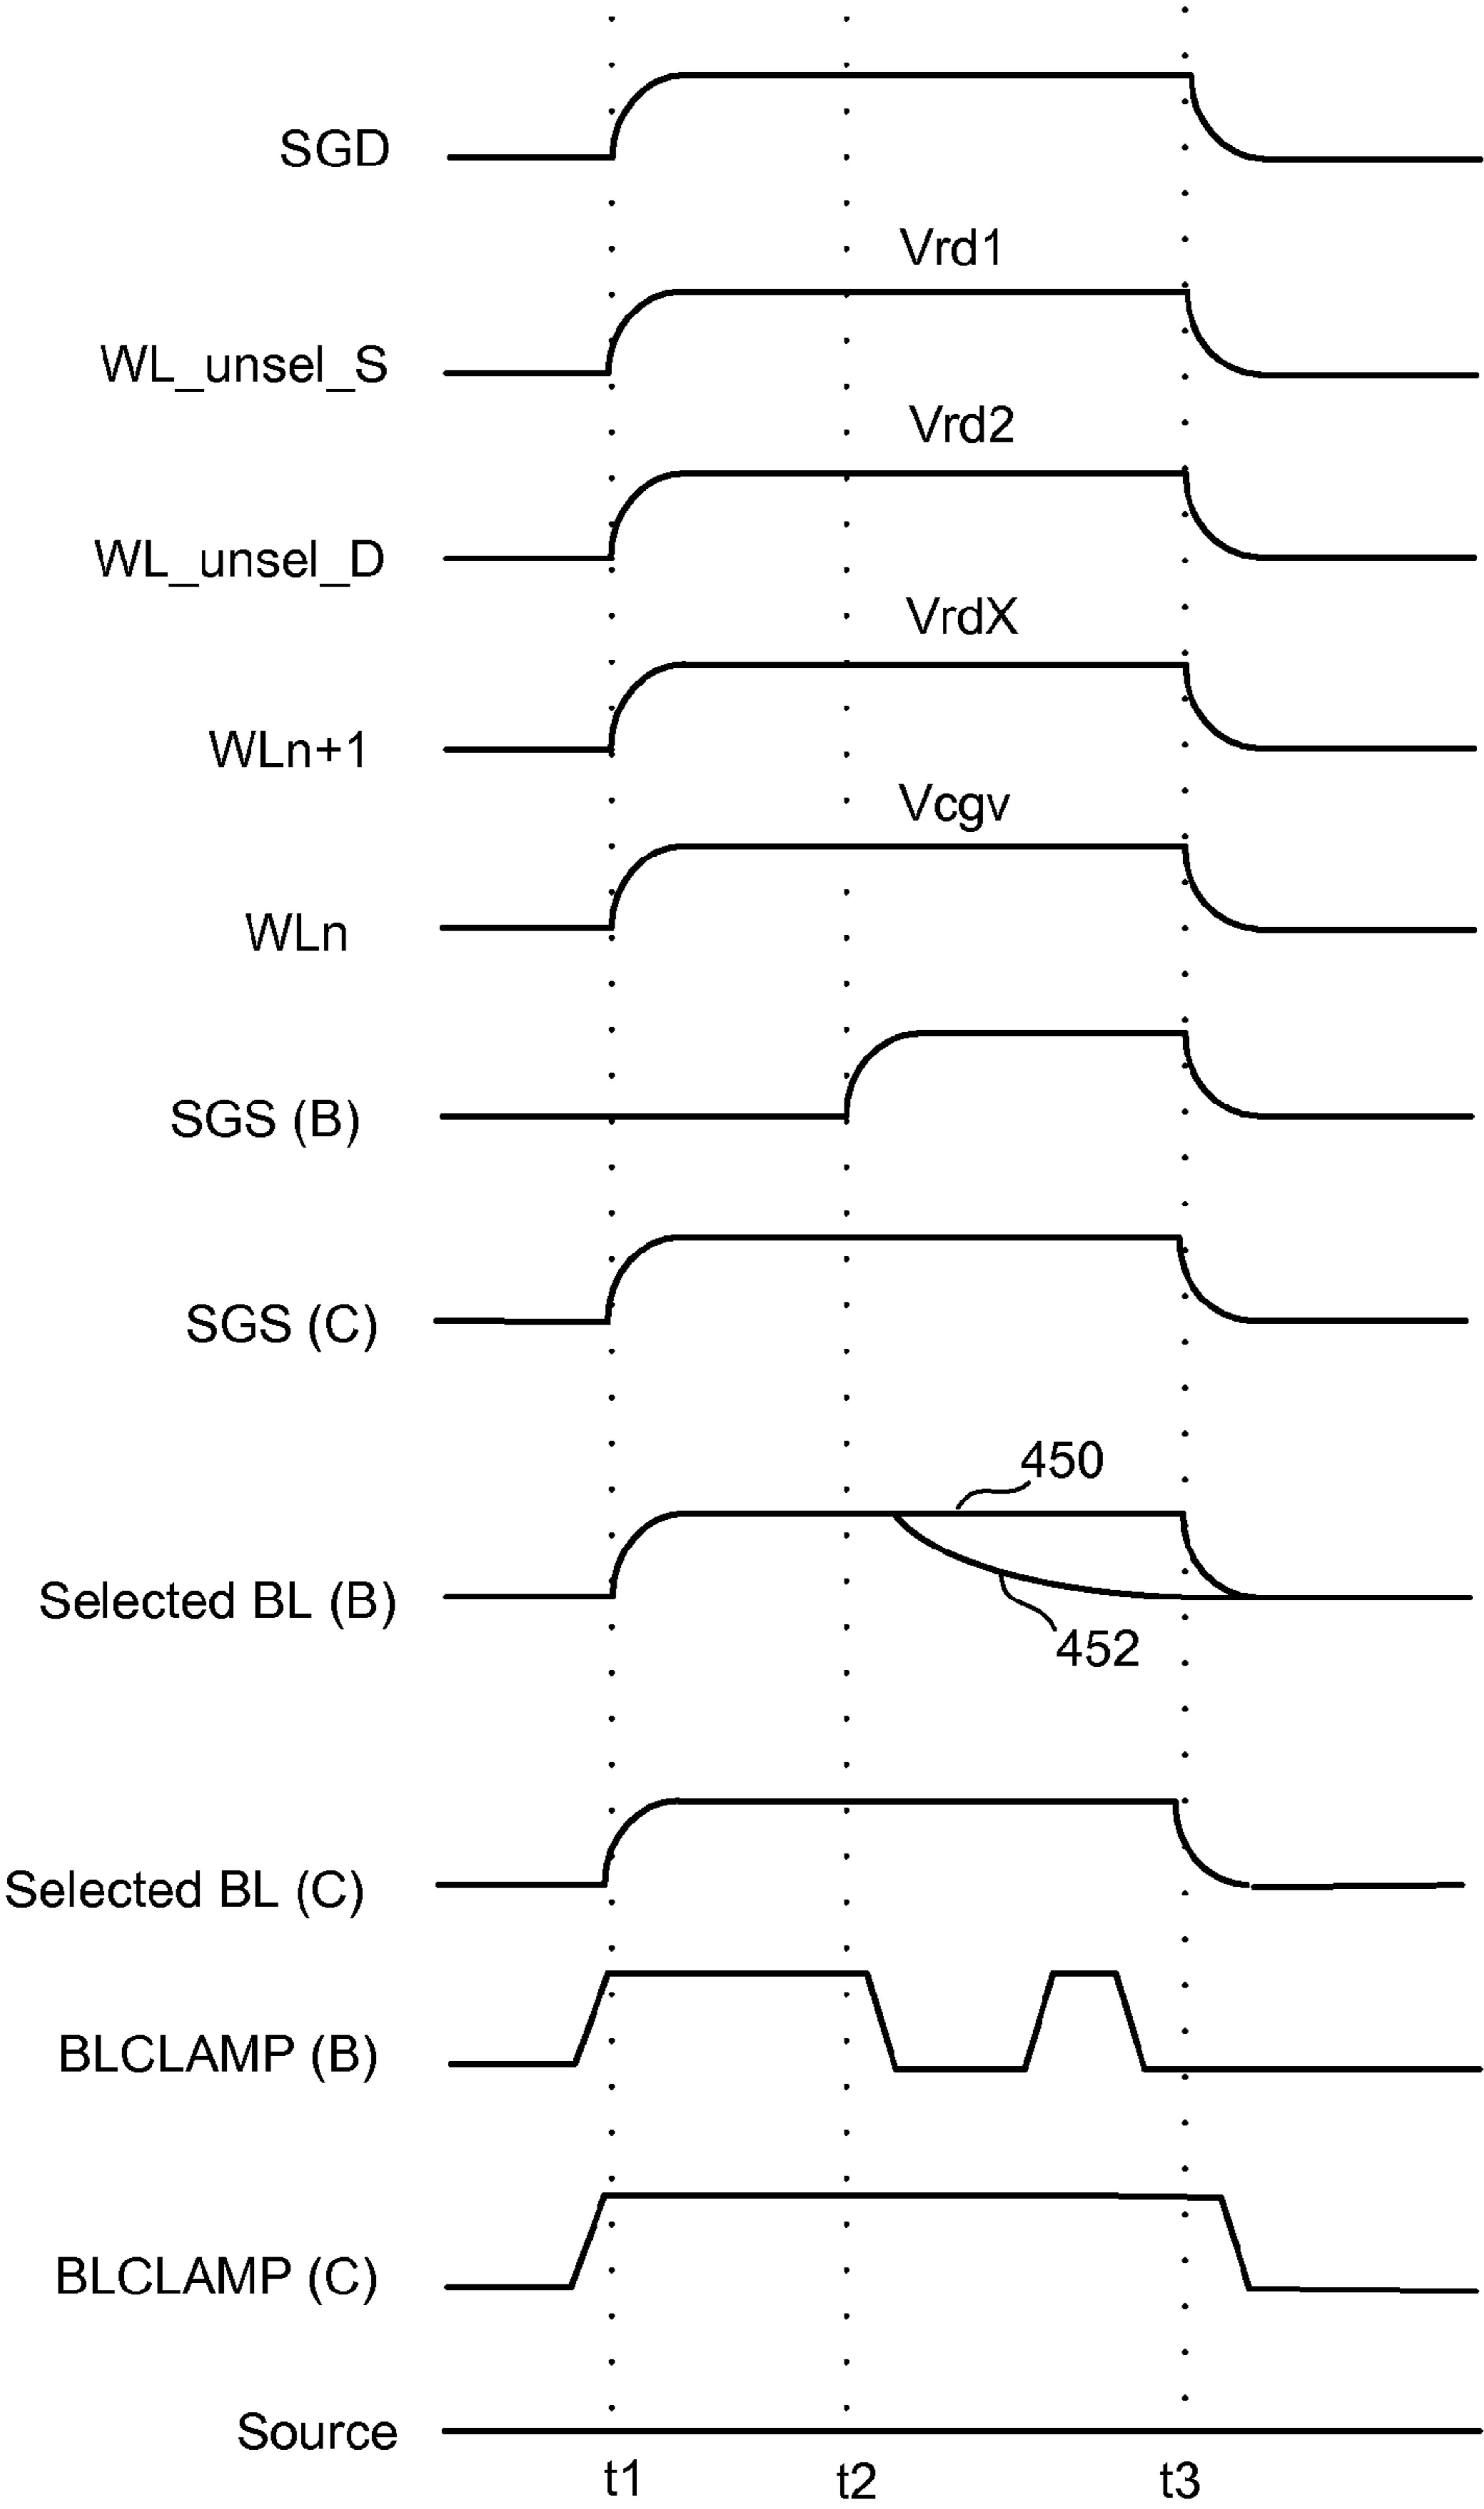 SGD
Vrd1
WL_unsel_S
Vrd2
WL_unsel_D
VrdX
WLn+1
Vcgv
WLn
SGS (B)
SGS (C)
450
Selected BL (B)
452
Selected BL (C)
BLCLAMP (B)
BLCLAMP (C)
Source
t1 t2 t3